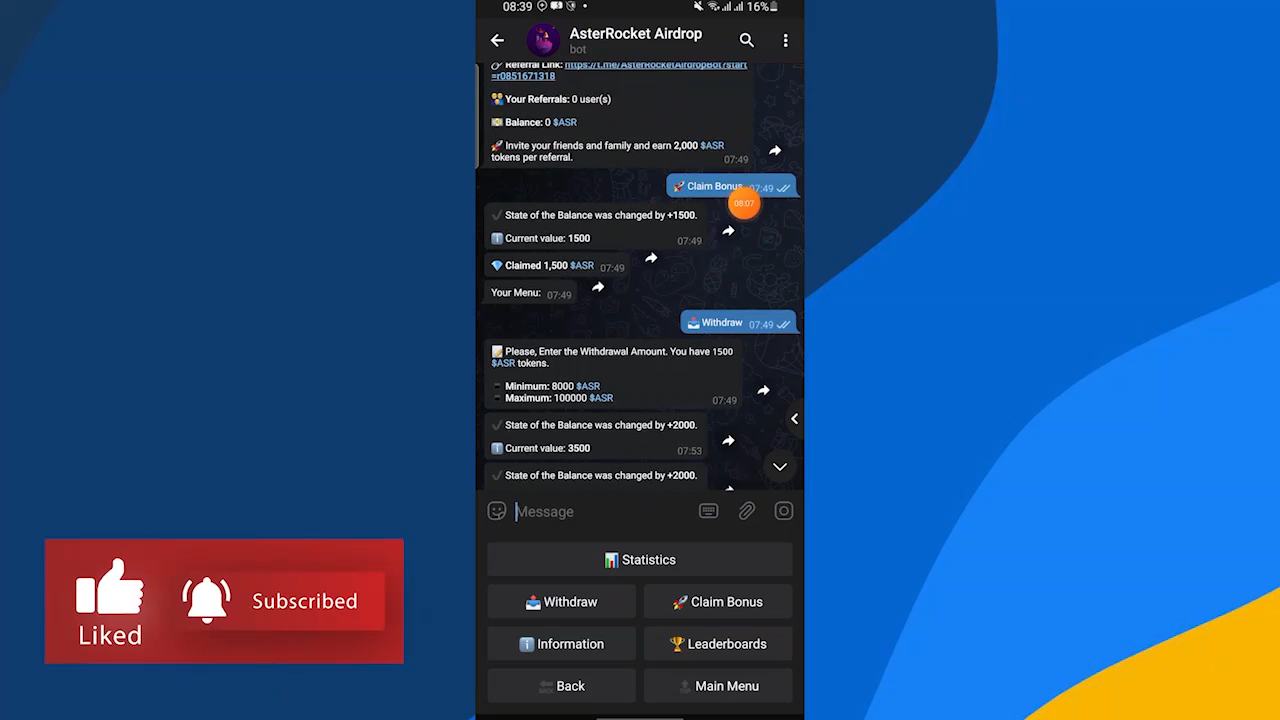 08:39
16%
AsterRocket Airdrop
bot
Referral Link: https://t.me/AsterRocketAirdropBot?start
=r0851671318
Your Referrals: 0 user(s)
Balance: 0 $ASR
Invite your friends and family and earn 2,000 $ASR
tokens per referral.
07:49
Claim Bonus 07:49
08:07
State of the Balance was changed by +1500.
Current value: 1500
07:49
Claimed 1,500 $ASR 07:49
Your Menu: 07:49
Withdraw 07:49
Please, Enter the Withdrawal Amount. You have 1500
$ASR tokens.
Minimum: 8000 $ASR
Maximum: 100000 $ASR
07:49
State of the Balance was changed by +2000.
Current value: 3500
07:53
State of the Balance was changed by +2000.
Message
Statistics
Withdraw
Claim Bonus
Information
Leaderboards
Back
Main Menu
Liked
Subscribed